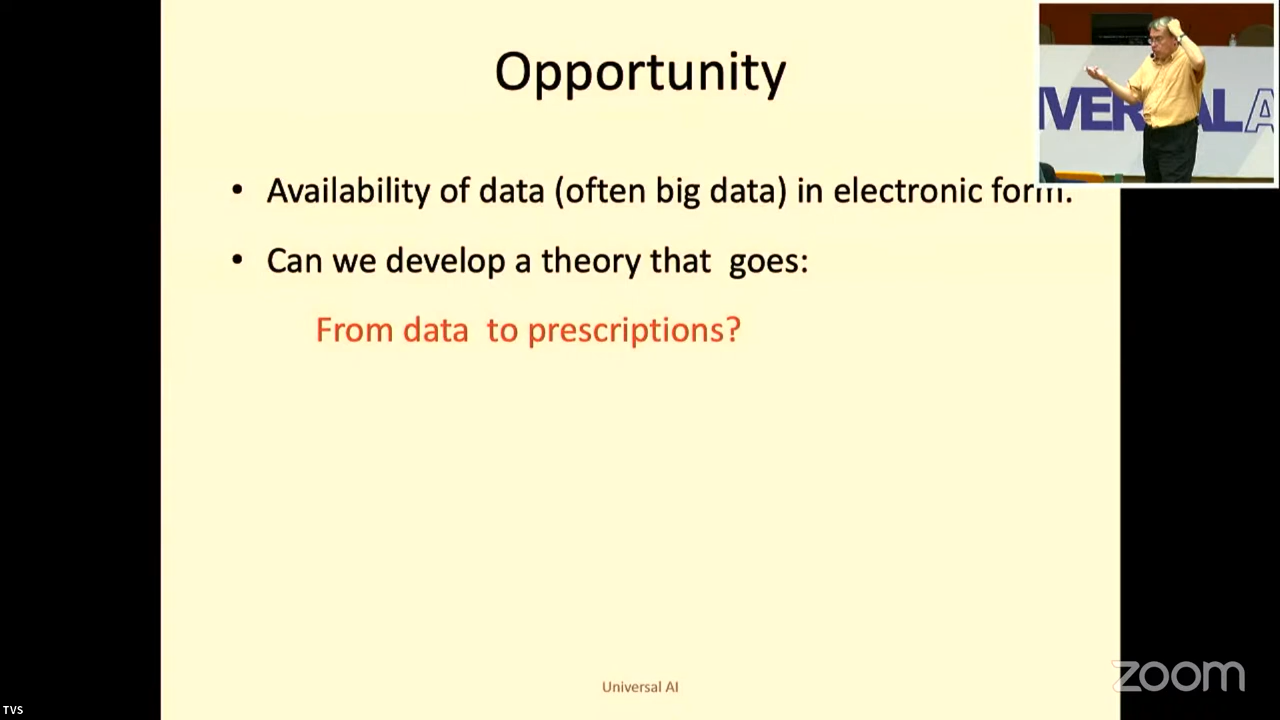 Opportunity
• Availability of data (often big data) in electronic form.
• Can we develop a theory that goes:
From data to prescriptions?
Universal AI
IVERSAL A
zoom
TVS